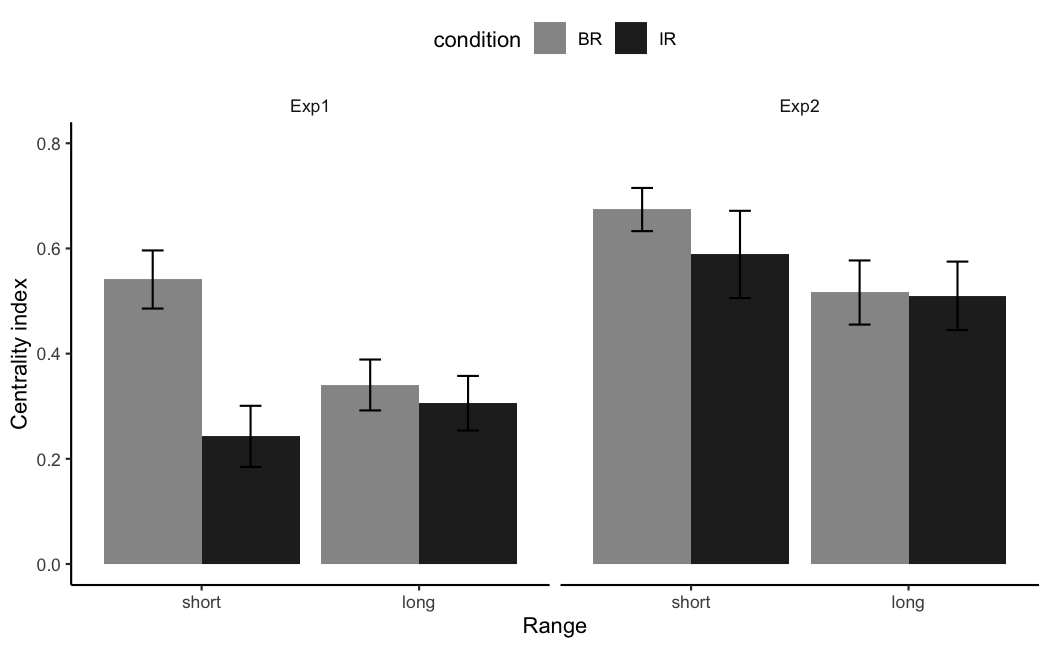 condition BR IR
Exp1 Exp2
Centrality index
0.8
0.6
0.4
0.2
0.0
short long short long
Range